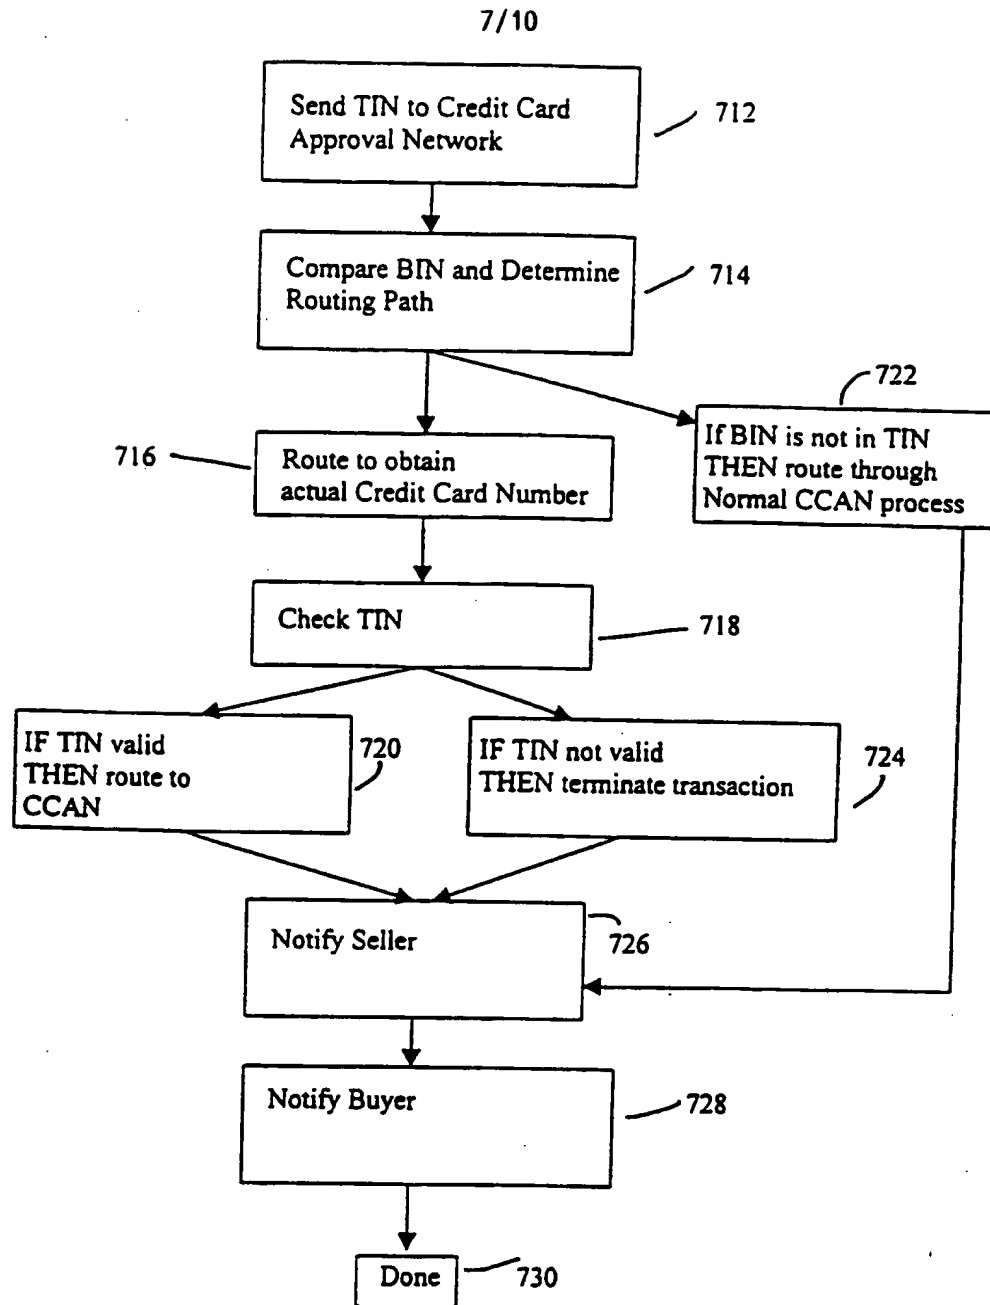 7/10
Send TIN to Credit Card
Approval Network
712
Compare BIN and Determine
Routing Path
714
722
If BIN is not in TIN
THEN route through
Normal CCAN process
716
Route to obtain
actual Credit Card Number
Check TIN
718
IF TIN valid
THEN route to
CCAN
720
IF TIN not valid
THEN terminate transaction
724
Notify Seller
726
Notify Buyer
728
Done
730